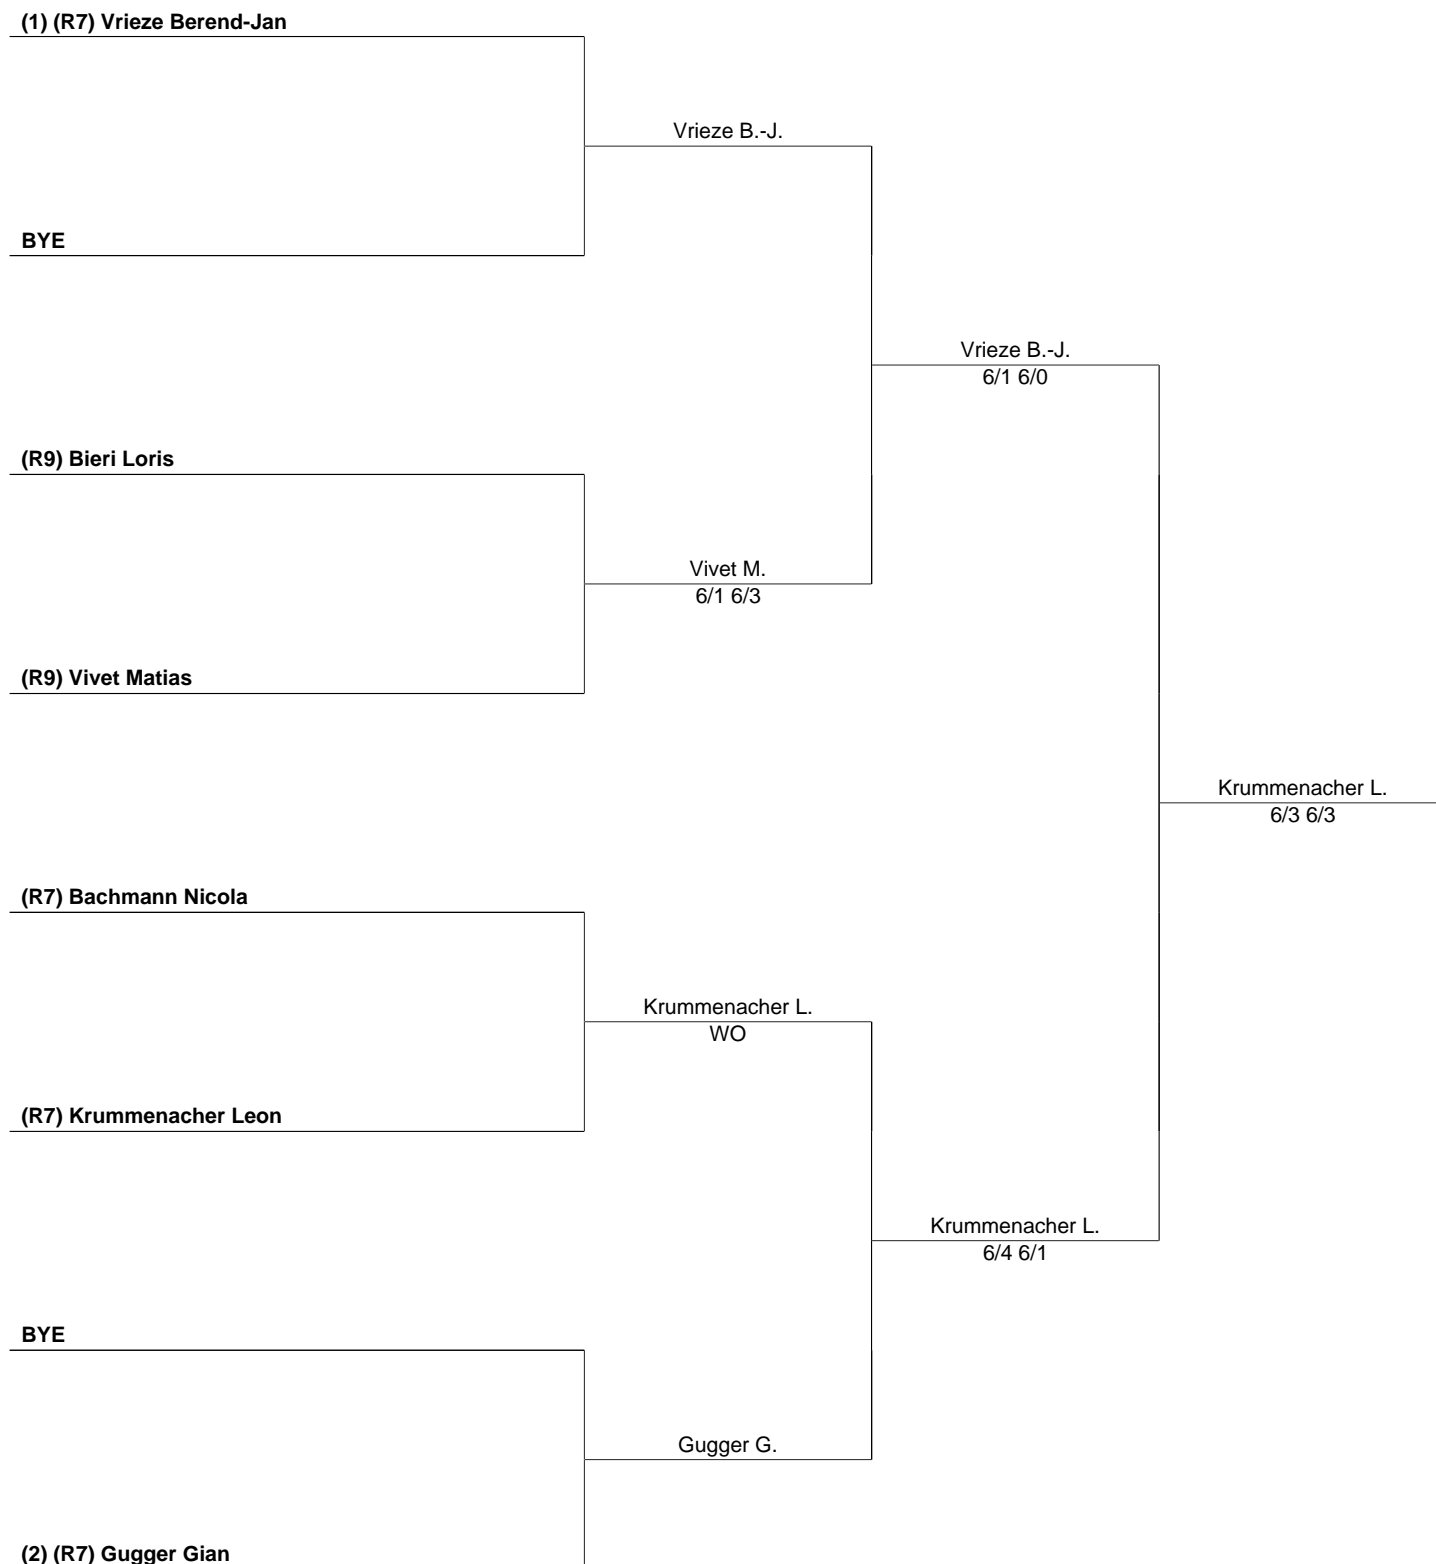 (1) (R7) Vrieze Berend-Jan
Vrieze B.-J.
BYE
Vrieze B.-J.
6/1 6/0
(R9) Bieri Loris
Vivet M.
6/1 6/3
(R9) Vivet Matias
Krummenacher L.
6/3 6/3
(R7) Bachmann Nicola
Krummenacher L.
WO
(R7) Krummenacher Leon
Krummenacher L.
6/4 6/1
BYE
Gugger G.
(2) (R7) Gugger Gian